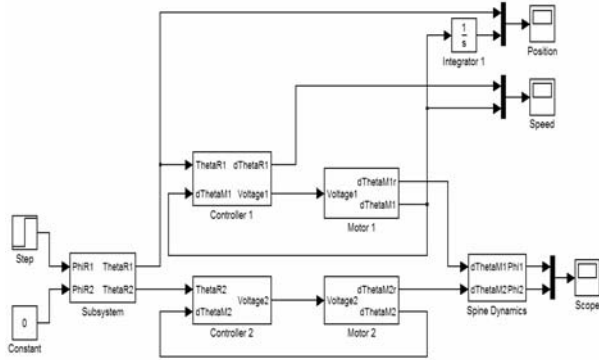 1
s
Integrator 1
Position
Speed
ThetaR1 dThetaR1
dThetaM1 Voltage1
Controller 1
Voltage1 dThetaM1r
dThetaM1
Motor 1
Step
PhiR1 ThetaR1
PhiR2 ThetaR2
Subsystem
0
Constant
ThetaR2
Voltage2
dThetaM2
Controller 2
dThetaM2r
Voltage2
dThetaM2
Motor 2
dThetaM1 Phi1
dThetaM2 Phi2
Spine Dynamics
Scope